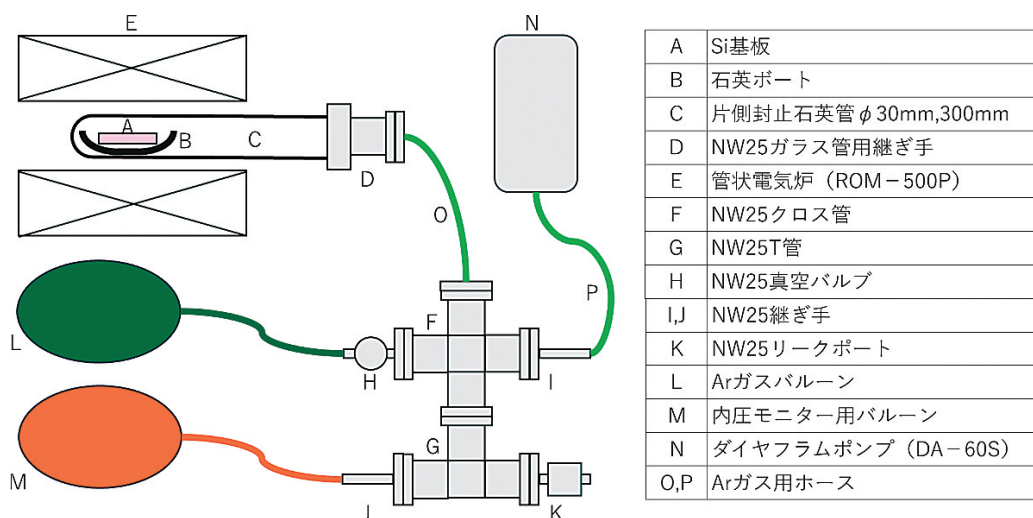 E
N
A
B
C
D
O
P
F
L
H
I
G
M
J
K
A Si基板
B 石英ボート
C 片側封止石英管φ30mm,300mm
D NW25ガラス管用継ぎ手
E 管状電気炉（ROM－500P）
F NW25クロス管
G NW25T管
H NW25真空バルブ
I,J NW25継ぎ手
K NW25リークポート
L Arガスバルーン
M 内圧モニター用バルーン
N ダイヤフラムポンプ（DA－60S）
O,P Arガス用ホース